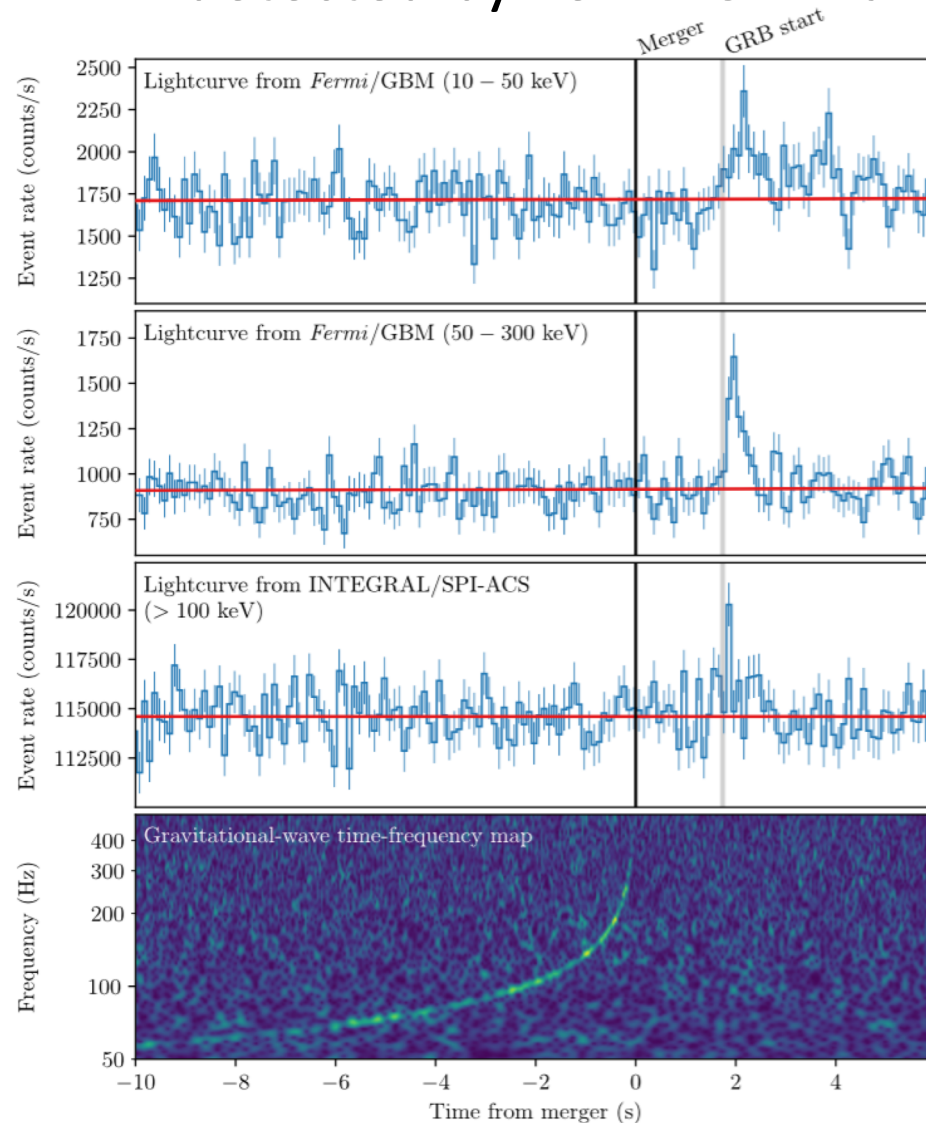 Merger
GRB start
Lightcurve from Fermi/GBM (10 − 50 keV)
Event rate (counts/s)
2500
2250
2000
1750
1500
1250
Lightcurve from Fermi/GBM (50 − 300 keV)
Event rate (counts/s)
1750
1500
1250
1000
750
Lightcurve from INTEGRAL/SPI-ACS
(> 100 keV)
Event rate (counts/s)
120000
117500
115000
112500
Gravitational-wave time-frequency map
Frequency (Hz)
400
300
200
100
50
−10 −8 −6 −4 −2 0 2 4
Time from merger (s)